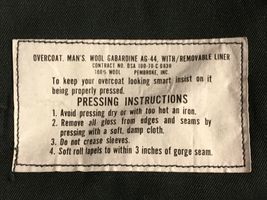 OVERCOAT, MAN'S, WOOL GABARDINE AG-44, WITH/REMOVABLE LINER
CONTRACT NO. DSA 100-70-C 0838
100% WOOL PEMBROKE, INC.
To keep your overcoat looking smart insist on it
being properly pressed.
PRESSING INSTRUCTIONS
1. Avoid pressing dry or with too hot an iron.
2. Remove all gloss from edges and seams by
pressing with a soft, damp cloth.
3. Do not crease sleeves.
4. Soft roll lapels to within 3 inches of gorge seam.